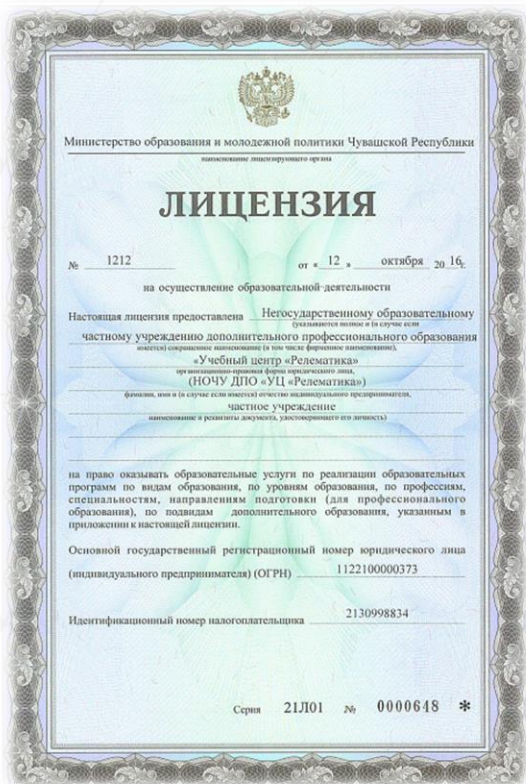 Министерство образования и молодежной политики Чувашской Республики
наименование лицензирующего органа
ЛИЦЕНЗИЯ
№ 1212 от «12» октября 2016г.
на осуществление образовательной деятельности
Настоящая лицензия предоставлена Негосударственному образовательному
(указываются полное и (в случае если
частному учреждению дополнительного профессионального образования
имеется) сокращенное наименование (в том числе фирменное наименование),
«Учебный центр «Релематика»
организационно-правовая форма юридического лица,
(НОЧУ ДПО «УЦ «Релематика»)
фамилия, имя и (в случае если имеется) отчество индивидуального предпринимателя,
частное учреждение
наименование и реквизиты документа, удостоверяющего его личность)
на право оказывать образовательные услуги по реализации образовательных
программ по видам образования, по уровням образования, по профессиям,
специальностям, направлениям подготовки (для профессионального
образования), по подвидам дополнительного образования, указанным в
приложении к настоящей лицензии.
Основной государственный регистрационный номер юридического лица
(индивидуального предпринимателя) (ОГРН) 1122100000373
Идентификационный номер налогоплательщика 2130998834
Серия 21Л01 № 0000648 *